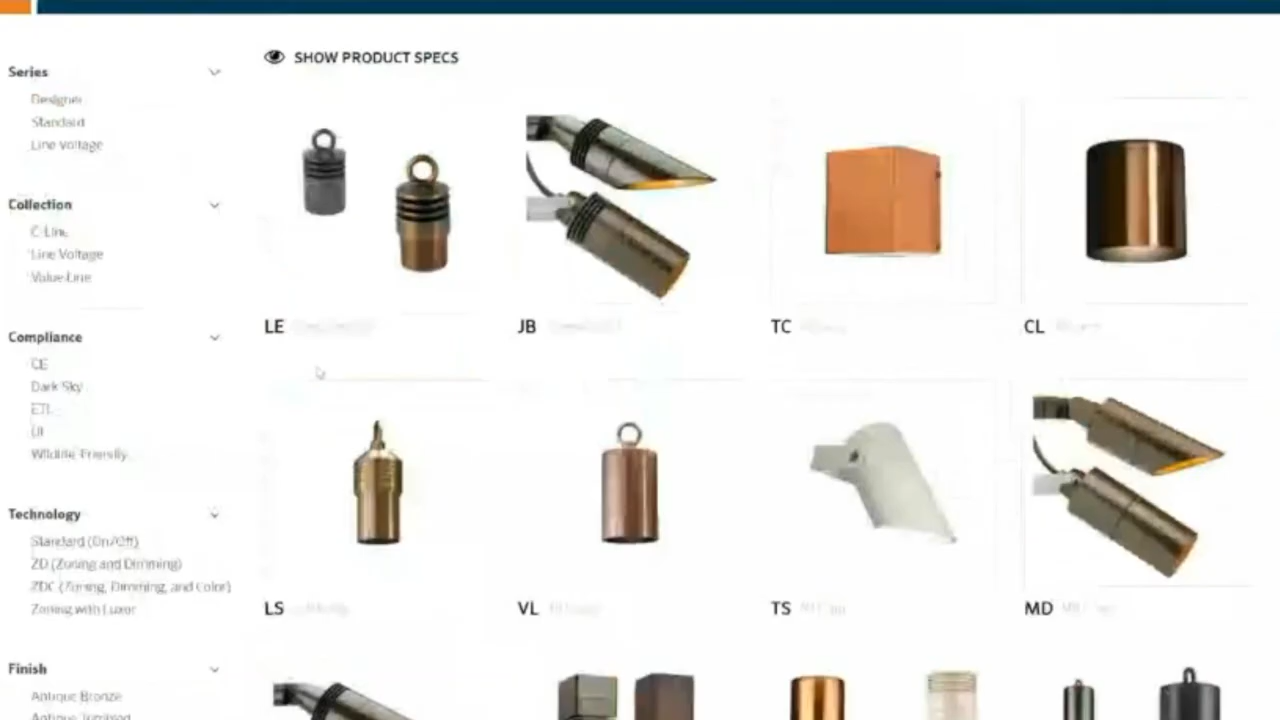 SHOW PRODUCT SPECS
Series
Designer
Standard
Line Voltage
Collection
C-Line
Line Voltage
Value-Line
Compliance
CE
Dark Sky
ETL
UL
Wildlife-Friendly
Technology
Standard (On/Off)
ZD (Zoning and Dimming)
ZDC (Zoning, Dimming, and Color)
Zoning with Luxor
Finish
Antique Bronze
Antique Tumbled
LE
JB
TC
CL
LS
VL
TS
MD